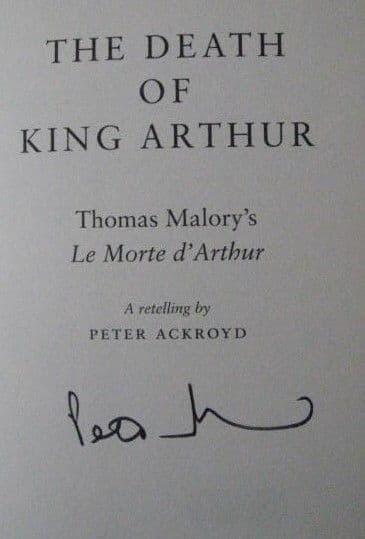 THE DEATH
OF
KING ARTHUR
Thomas Malory's
Le Morte d'Arthur
A retelling by
PETER ACKROYD